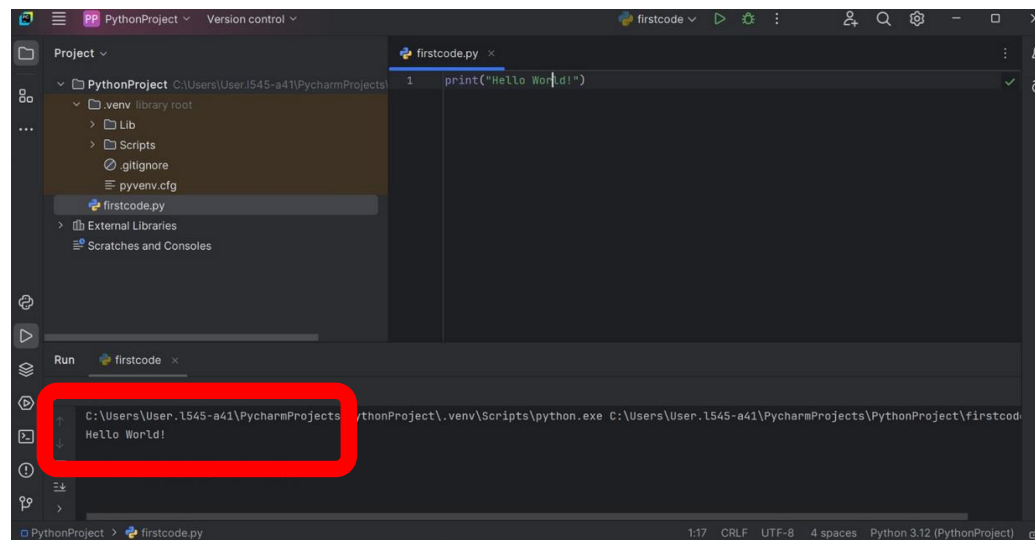 PP PythonProject Version control firstcode
Project
firstcode.py
PythonProject C:\Users\User.l545-a41\PycharmProjects\
1 print("Hello World!")
.venv library root
Lib
Scripts
.gitignore
pyvenv.cfg
firstcode.py
External Libraries
Scratches and Consoles
Run firstcode
C:\Users\User.l545-a41\PycharmProjects ythonProject\.venv\Scripts\python.exe C:\Users\User.l545-a41\PycharmProjects\PythonProject\firstcod
Hello World!
PythonProject > firstcode.py 1:17 CRLF UTF-8 4 spaces Python 3.12 (PythonProject)